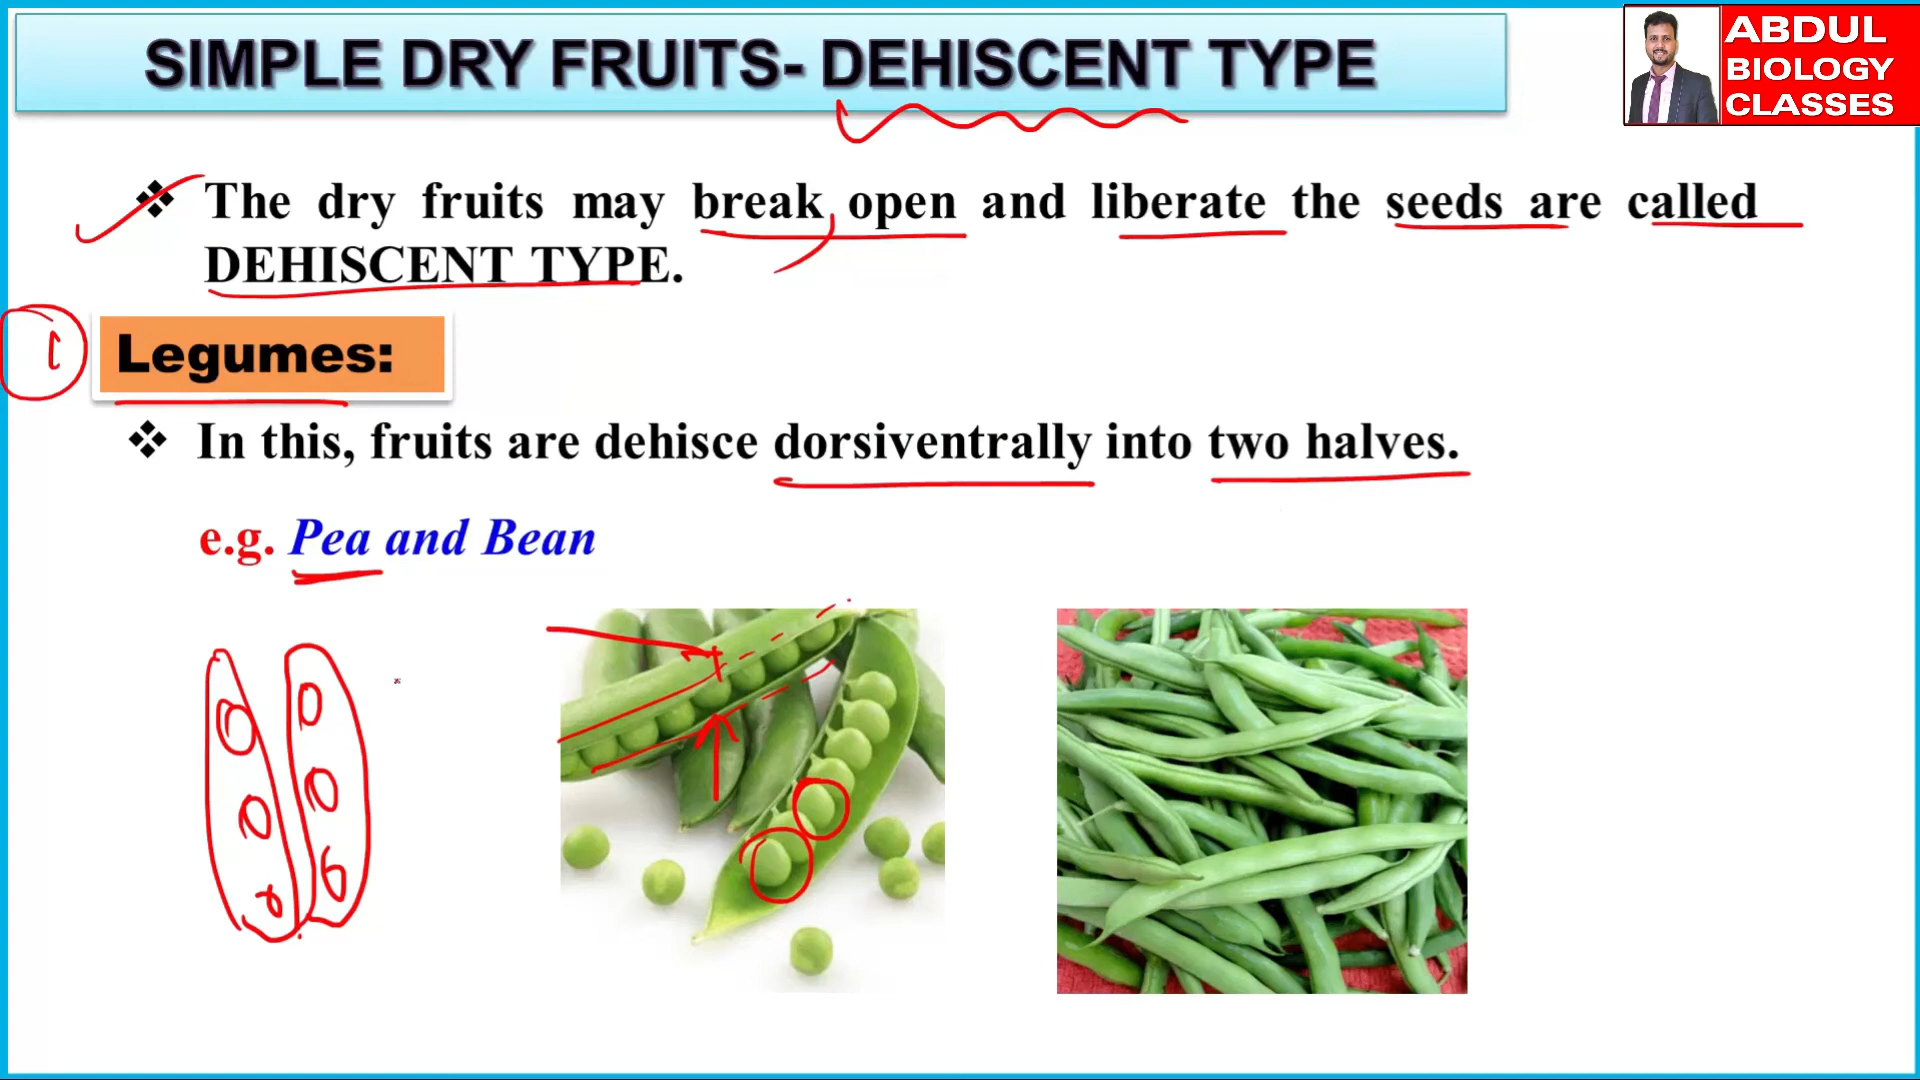 SIMPLE DRY FRUITS- DEHISCENT TYPE
ABDUL
BIOLOGY
CLASSES
❖ The dry fruits may break open and liberate the seeds are called
DEHISCENT TYPE.
Legumes:
❖ In this, fruits are dehisce dorsiventrally into two halves.
e.g. Pea and Bean